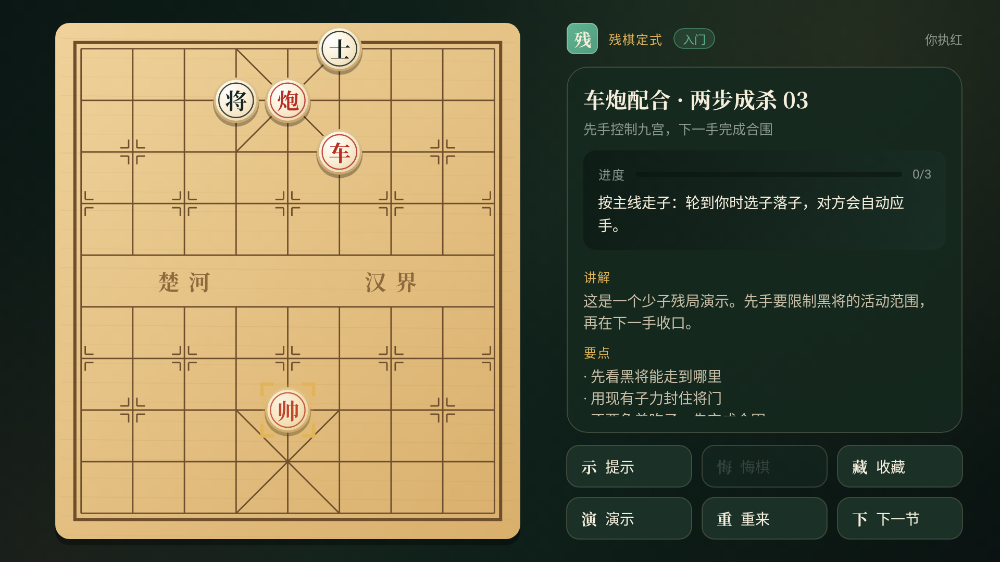 士
将
炮
车
楚河
汉界
帅
残 残棋定式 入门
你执红
车炮配合 · 两步成杀 03
先手控制九宫，下一手完成合围
进度 0/3
按主线走子：轮到你时选子落子，对方会自动应
手。
讲解
这是一个少子残局演示。先手要限制黑将的活动范围，
再在下一手收口。
要点
· 先看黑将能走到哪里
· 用现有子力封住将门
示 提示
悔 悔棋
藏 收藏
演 演示
重 重来
下 下一节